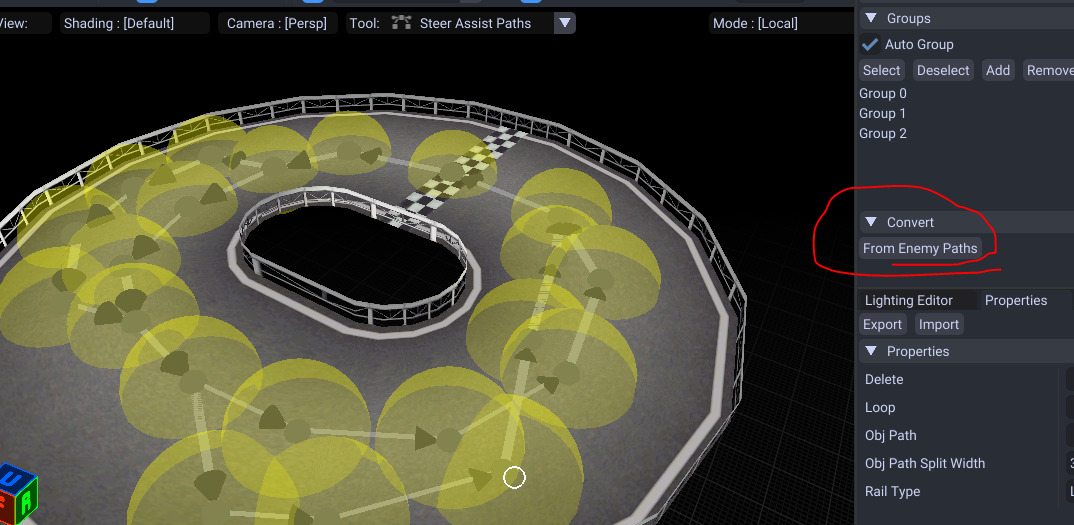 View:
Shading : [Default]
Camera : [Persp]
Tool:
Steer Assist Paths
Mode : [Local]
Groups
Auto Group
Select
Deselect
Add
Remove
Group 0
Group 1
Group 2
Convert
From Enemy Paths
Lighting Editor
Properties
Export
Import
Properties
Delete
Loop
Obj Path
Obj Path Split Width
Rail Type
U